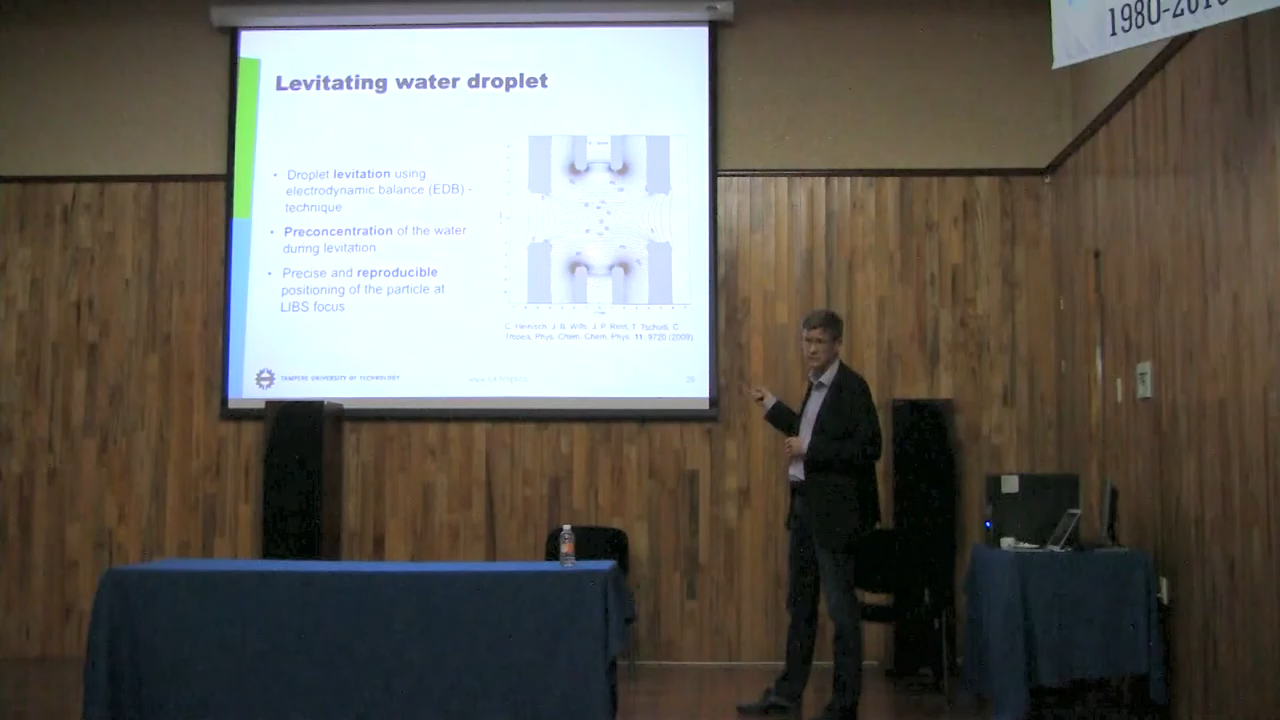 1980-2010
Levitating water droplet
• Droplet levitation using
electrodynamic balance (EDB) -
technique
• Preconcentration of the water
during levitation
• Precise and reproducible
positioning of the particle at
LIBS focus
C. Heinisch, J. B. Wills, J. P. Reid, T. Tschudi, C.
Tropea, Phys. Chem. Chem. Phys. 11, 9720 (2009)
TAMPERE UNIVERSITY OF TECHNOLOGY
26